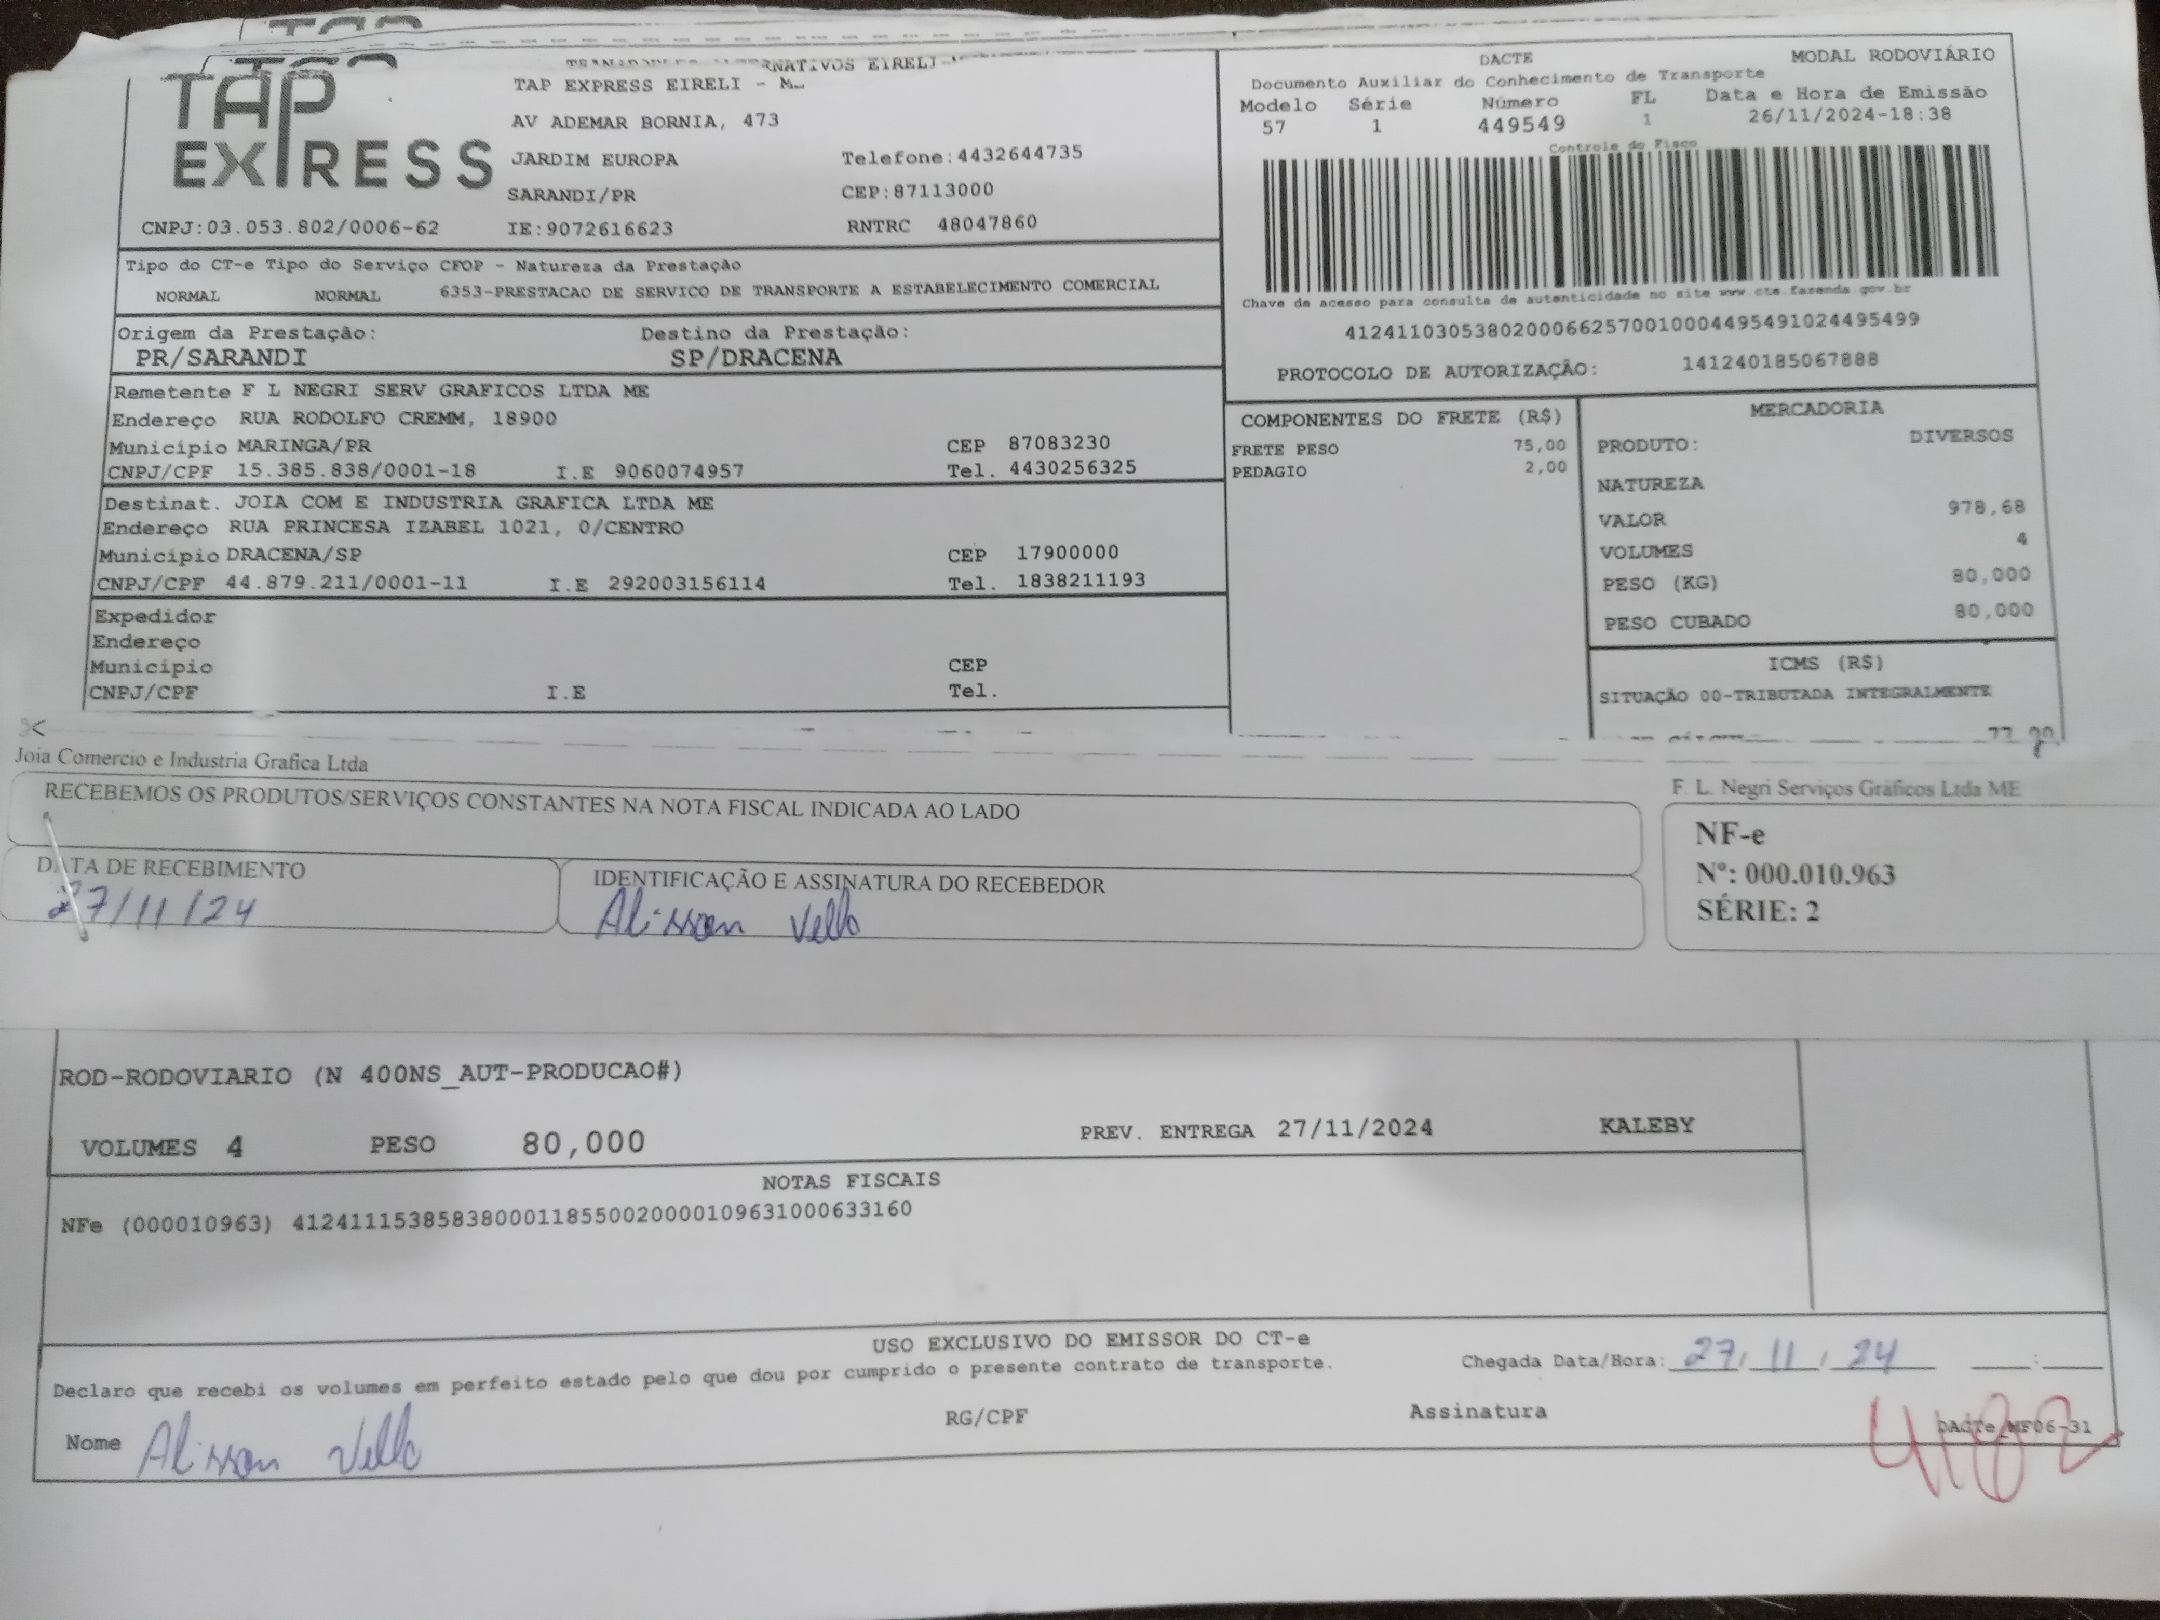 TAP EXPRESS
TAP EXPRESS EIRELI -
AV ADEMAR BORNIA, 473
JARDIM EUROPA Telefone:4432644735
SARANDI/PR CEP:87113000
CNPJ:03.053.802/0006-62 IE:9072616623 RNTRC 48047860
DACTE MODAL RODOVIÁRIO
Documento Auxiliar do Conhecimento de Transporte
Modelo Série Número FL Data e Hora de Emissão
57 1 449549 1 26/11/2024-18:38
Controle do Fisco
Chave de acesso para consulta de autenticidade no site www.cte.fazenda.gov.br
41241103053802000662570010004495491024495499
PROTOCOLO DE AUTORIZAÇÃO: 141240185067888
Tipo do CT-e Tipo do Serviço CFOP - Natureza da Prestação
NORMAL NORMAL 6353-PRESTACAO DE SERVICO DE TRANSPORTE A ESTABELECIMENTO COMERCIAL
Origem da Prestação: Destino da Prestação:
PR/SARANDI SP/DRACENA
Remetente F L NEGRI SERV GRAFICOS LTDA ME
Endereço RUA RODOLFO CREMM, 18900
Município MARINGA/PR CEP 87083230
CNPJ/CPF 15.385.838/0001-18 I.E 9060074957 Tel. 4430256325
Destinat. JOIA COM E INDUSTRIA GRAFICA LTDA ME
Endereço RUA PRINCESA IZABEL 1021, 0/CENTRO
Município DRACENA/SP CEP 17900000
CNPJ/CPF 44.879.211/0001-11 I.E 292003156114 Tel. 1838211193
Expedidor
Endereço
Município CEP
CNPJ/CPF I.E Tel.
COMPONENTES DO FRETE (R$)
FRETE PESO 75,00
PEDAGIO 2,00
MERCADORIA
PRODUTO: DIVERSOS
NATUREZA
VALOR 978,68
VOLUMES 4
PESO (KG) 80,000
PESO CUBADO 80,000
ICMS (R$)
SITUAÇÃO 00-TRIBUTADA INTEGRALMENTE
Joia Comercio e Industria Grafica Ltda
RECEBEMOS OS PRODUTOS/SERVIÇOS CONSTANTES NA NOTA FISCAL INDICADA AO LADO
DATA DE RECEBIMENTO
27/11/24
IDENTIFICAÇÃO E ASSINATURA DO RECEBEDOR
Alisson Vello
F. L. Negri Serviços Gráficos Ltda ME
NF-e
Nº: 000.010.963
SÉRIE: 2
ROD-RODOVIARIO (N 400NS_AUT-PRODUCAO#)
VOLUMES 4 PESO 80,000 PREV. ENTREGA 27/11/2024 KALEBY
NOTAS FISCAIS
NFe (000010963) 41241115385838000118550020000109631000633160
USO EXCLUSIVO DO EMISSOR DO CT-e
Declaro que recebi os volumes em perfeito estado pelo que dou por cumprido o presente contrato de transporte. Chegada Data/Hora: 27/11/24 __:__
Nome Alisson Vello RG/CPF Assinatura
DACTe_MF06-31